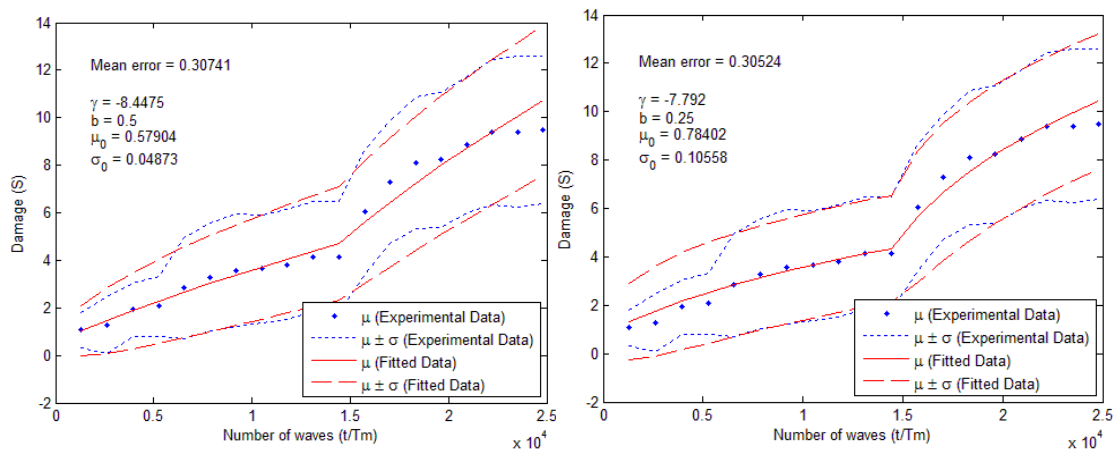 14
12
10
8
6
4
2
0
-2
Damage (S)
Mean error = 0.30741
γ = -8.4475
b = 0.5
μ0 = 0.57904
σ0 = 0.04873
μ (Experimental Data)
μ ± σ (Experimental Data)
μ (Fitted Data)
μ ± σ (Fitted Data)
0 0.5 1 1.5 2 2.5
Number of waves (t/Tm)
x 10^4
14
12
10
8
6
4
2
0
-2
Damage (S)
Mean error = 0.30524
γ = -7.792
b = 0.25
μ0 = 0.78402
σ0 = 0.10558
μ (Experimental Data)
μ ± σ (Experimental Data)
μ (Fitted Data)
μ ± σ (Fitted Data)
0 0.5 1 1.5 2 2.5
Number of waves (t/Tm)
x 10^4